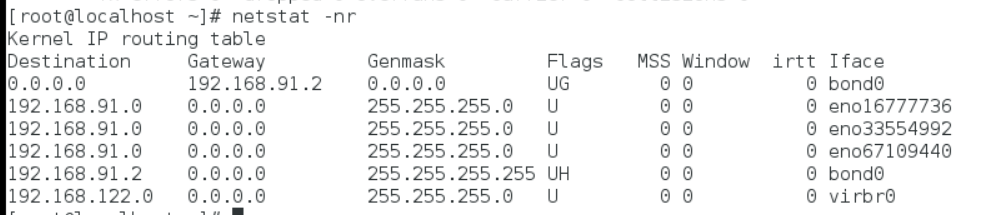 [root@localhost ~]# netstat -nr
Kernel IP routing table
Destination     Gateway         Genmask         Flags   MSS Window  irtt Iface
0.0.0.0         192.168.91.2    0.0.0.0         UG        0 0          0 bond0
192.168.91.0    0.0.0.0         255.255.255.0   U         0 0          0 eno16777736
192.168.91.0    0.0.0.0         255.255.255.0   U         0 0          0 eno33554992
192.168.91.0    0.0.0.0         255.255.255.0   U         0 0          0 eno67109440
192.168.91.2    0.0.0.0         255.255.255.255 UH        0 0          0 bond0
192.168.122.0   0.0.0.0         255.255.255.0   U         0 0          0 virbr0